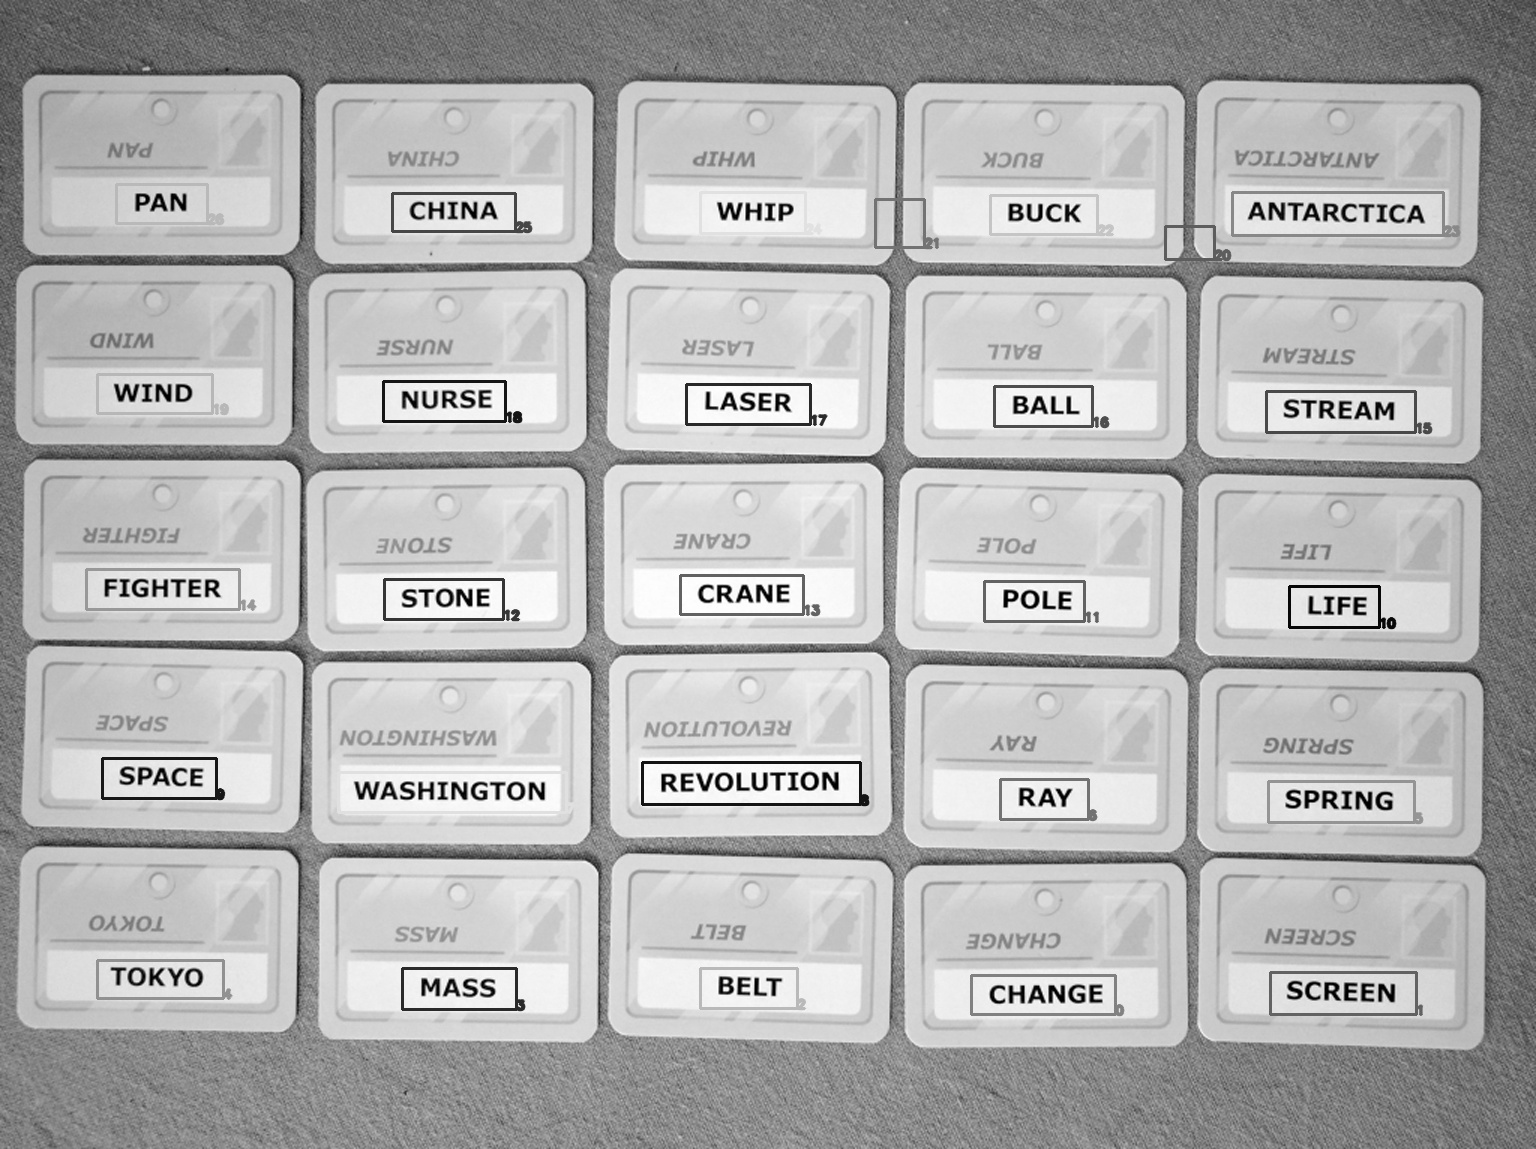 PAN CHINA WHIP BUCK ANTARCTICA
PAN 26 CHINA 25 WHIP 24 21 BUCK 22 20 ANTARCTICA 23
WIND NURSE LASER BALL STREAM
WIND 19 NURSE 18 LASER 17 BALL 16 STREAM 15
FIGHTER STONE CRANE POLE LIFE
FIGHTER 14 STONE 12 CRANE 13 POLE 11 LIFE 10
SPACE WASHINGTON REVOLUTION RAY SPRING
SPACE 9 WASHINGTON REVOLUTION 8 RAY 6 SPRING 5
TOKYO MASS BELT CHANGE SCREEN
TOKYO 4 MASS 3 BELT 2 CHANGE 0 SCREEN 1